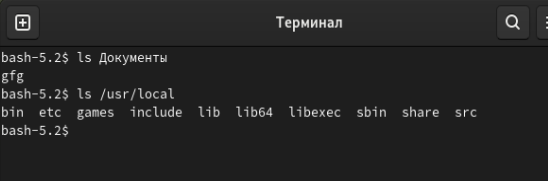 Терминал
bash-5.2$ ls Документы
gfg
bash-5.2$ ls /usr/local
bin  etc  games  include  lib  lib64  libexec  sbin  share  src
bash-5.2$